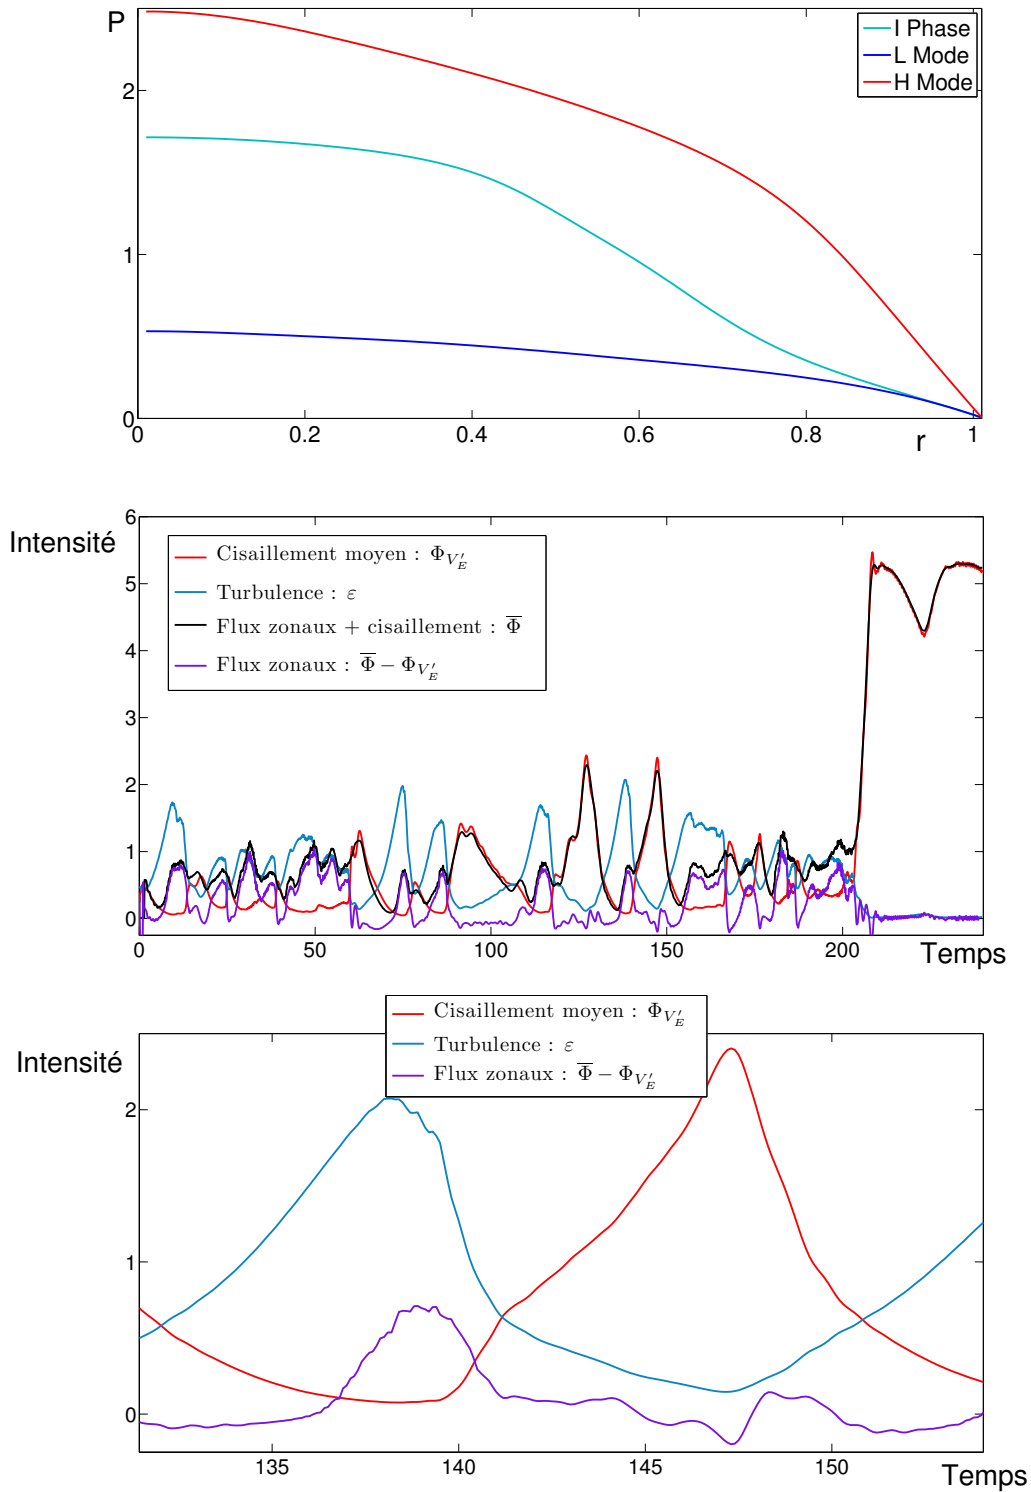 P
2
1
0
I Phase
L Mode
H Mode
0 0.2 0.4 0.6 0.8 1
r
Intensité
6
5
4
3
2
1
0
Cisaillement moyen : Φ_{V'_E}
Turbulence : ε
Flux zonaux + cisaillement : \overline{Φ}
Flux zonaux : \overline{Φ} − Φ_{V'_E}
0 50 100 150 200
Temps
Intensité
2
1
0
Cisaillement moyen : Φ_{V'_E}
Turbulence : ε
Flux zonaux : \overline{Φ} − Φ_{V'_E}
135 140 145 150
Temps